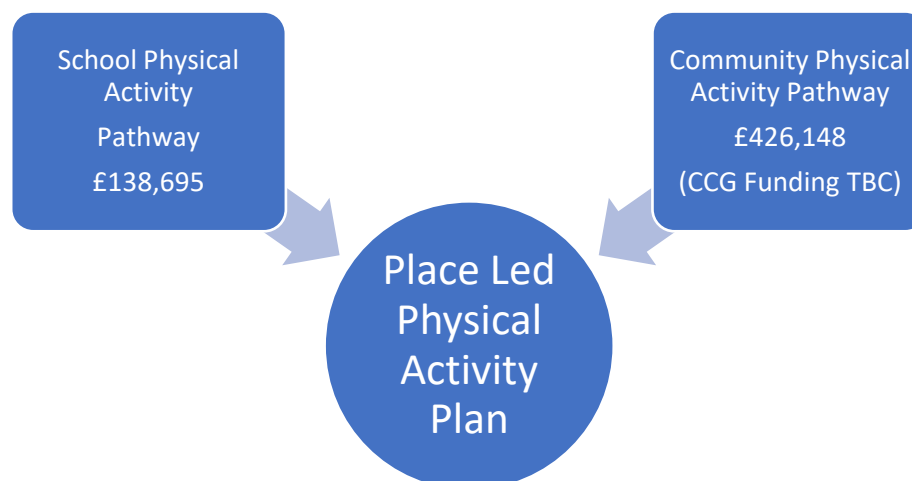 School Physical
Activity
Pathway
£138,695
Community Physical
Activity Pathway
£426,148
(CCG Funding TBC)
Place Led
Physical
Activity
Plan